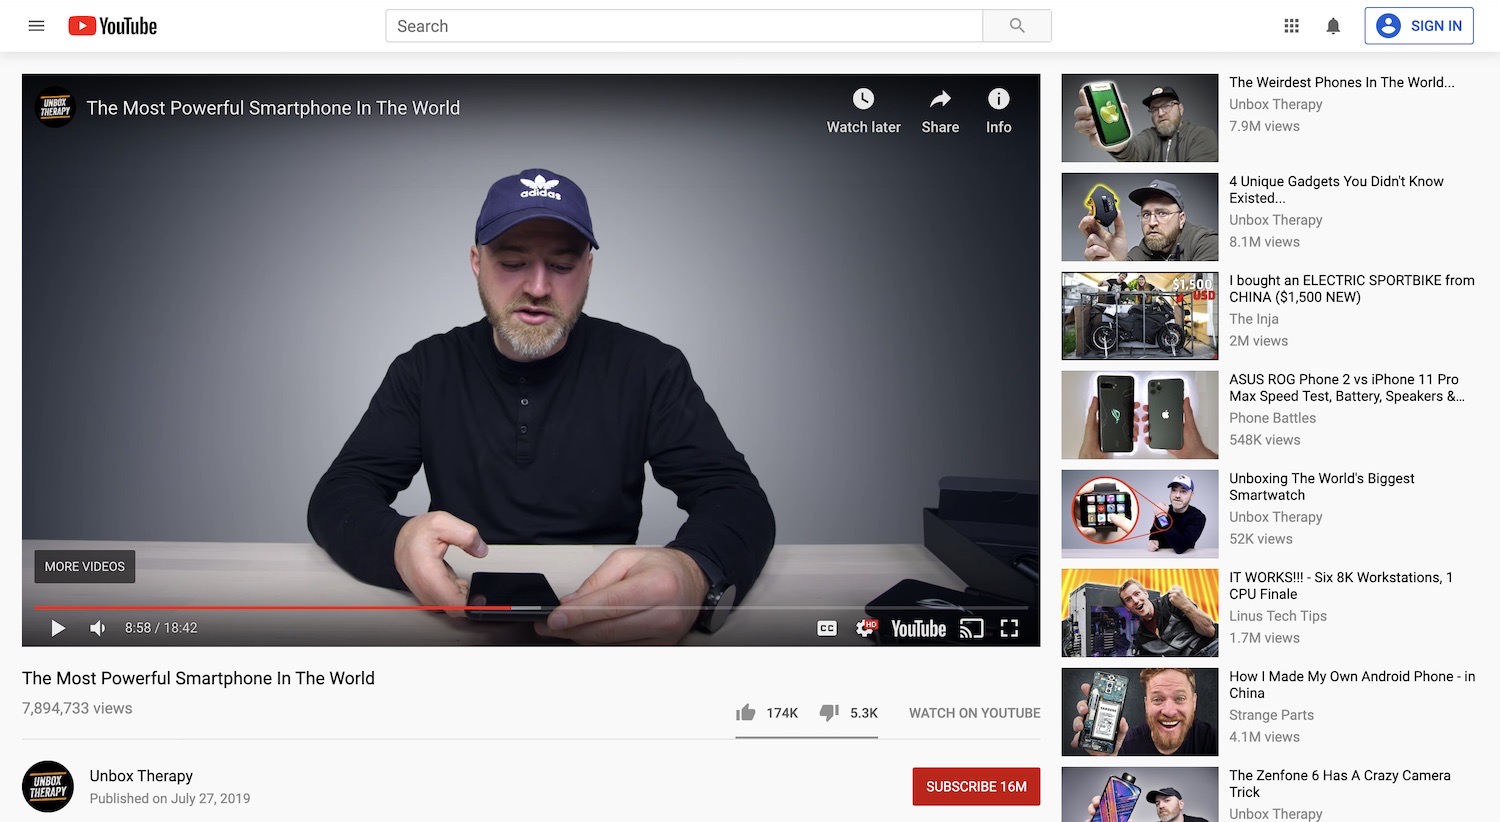 YouTube
Search
SIGN IN
UNBOX
THERAPY
The Most Powerful Smartphone In The World
Watch later
Share
Info
adidas
MORE VIDEOS
8:58 / 18:42
CC
HD
YouTube
The Most Powerful Smartphone In The World
7,894,733 views
174K
5.3K
WATCH ON YOUTUBE
UNBOX
THERAPY
Unbox Therapy
Published on July 27, 2019
SUBSCRIBE 16M
The Weirdest Phones In The World...
Unbox Therapy
7.9M views
4 Unique Gadgets You Didn't Know
Existed...
Unbox Therapy
8.1M views
$1,500
USD
I bought an ELECTRIC SPORTBIKE from
CHINA ($1,500 NEW)
The Inja
2M views
ASUS ROG Phone 2 vs iPhone 11 Pro
Max Speed Test, Battery, Speakers &...
Phone Battles
548K views
Unboxing The World's Biggest
Smartwatch
Unbox Therapy
52K views
IT WORKS!!! - Six 8K Workstations, 1
CPU Finale
Linus Tech Tips
1.7M views
SAMSUNG
How I Made My Own Android Phone - in
China
Strange Parts
4.1M views
The Zenfone 6 Has A Crazy Camera
Trick
Unbox Therapy